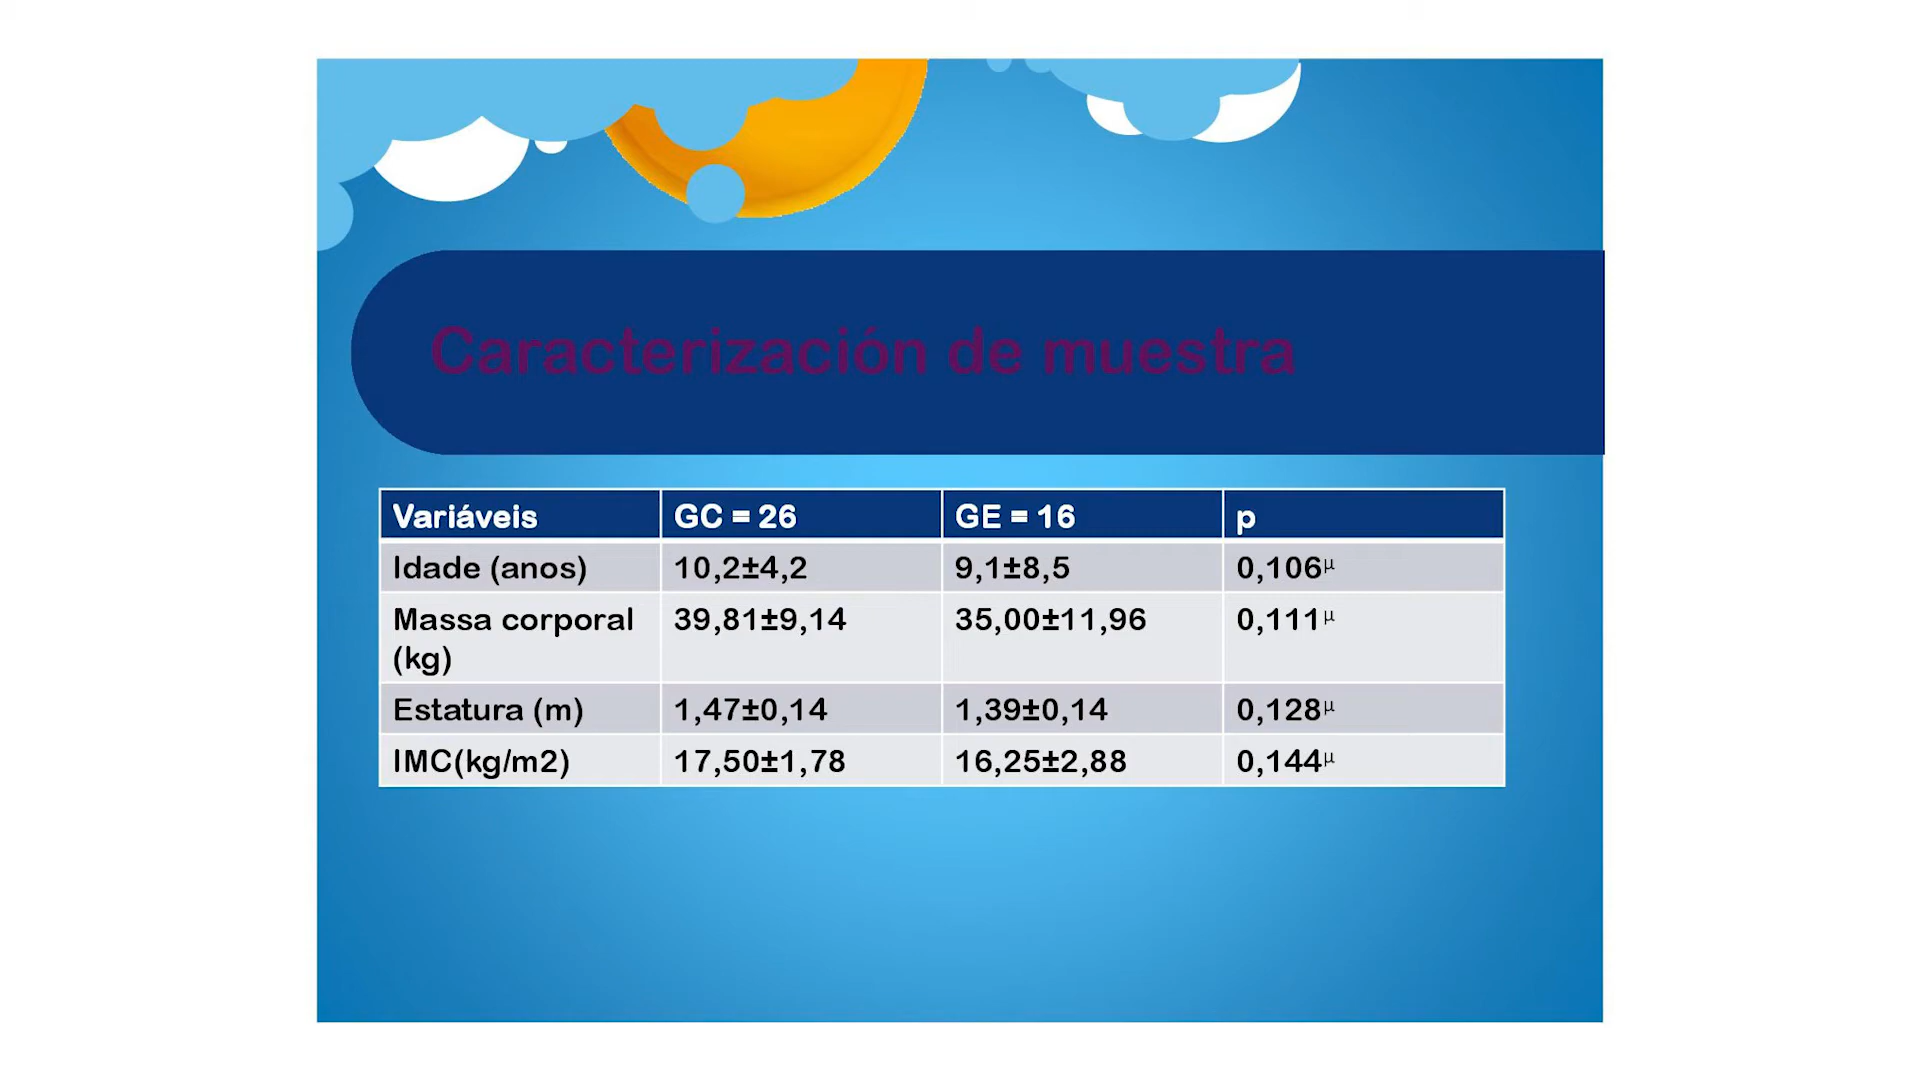 Caracterización de muestra
Variáveis GC = 26 GE = 16 p
Idade (anos) 10,2±4,2 9,1±8,5 0,106µ
Massa corporal (kg) 39,81±9,14 35,00±11,96 0,111µ
Estatura (m) 1,47±0,14 1,39±0,14 0,128µ
IMC(kg/m2) 17,50±1,78 16,25±2,88 0,144µ